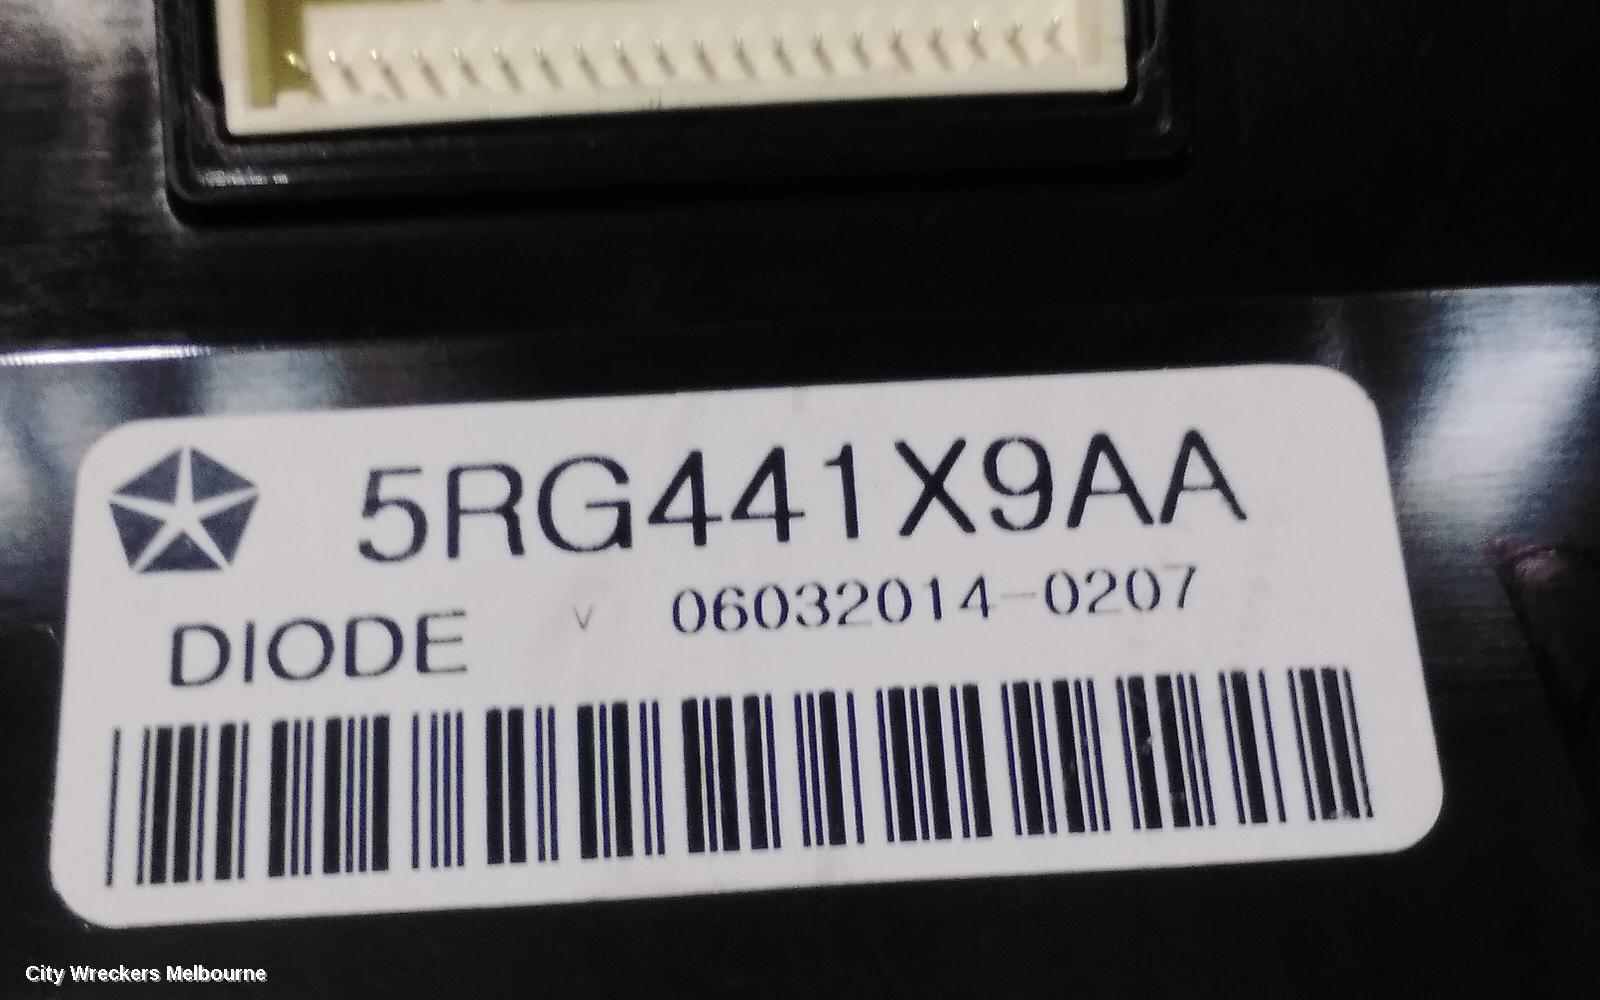 5RG441X9AA
DIODE v 06032014-0207
City Wreckers Melbourne